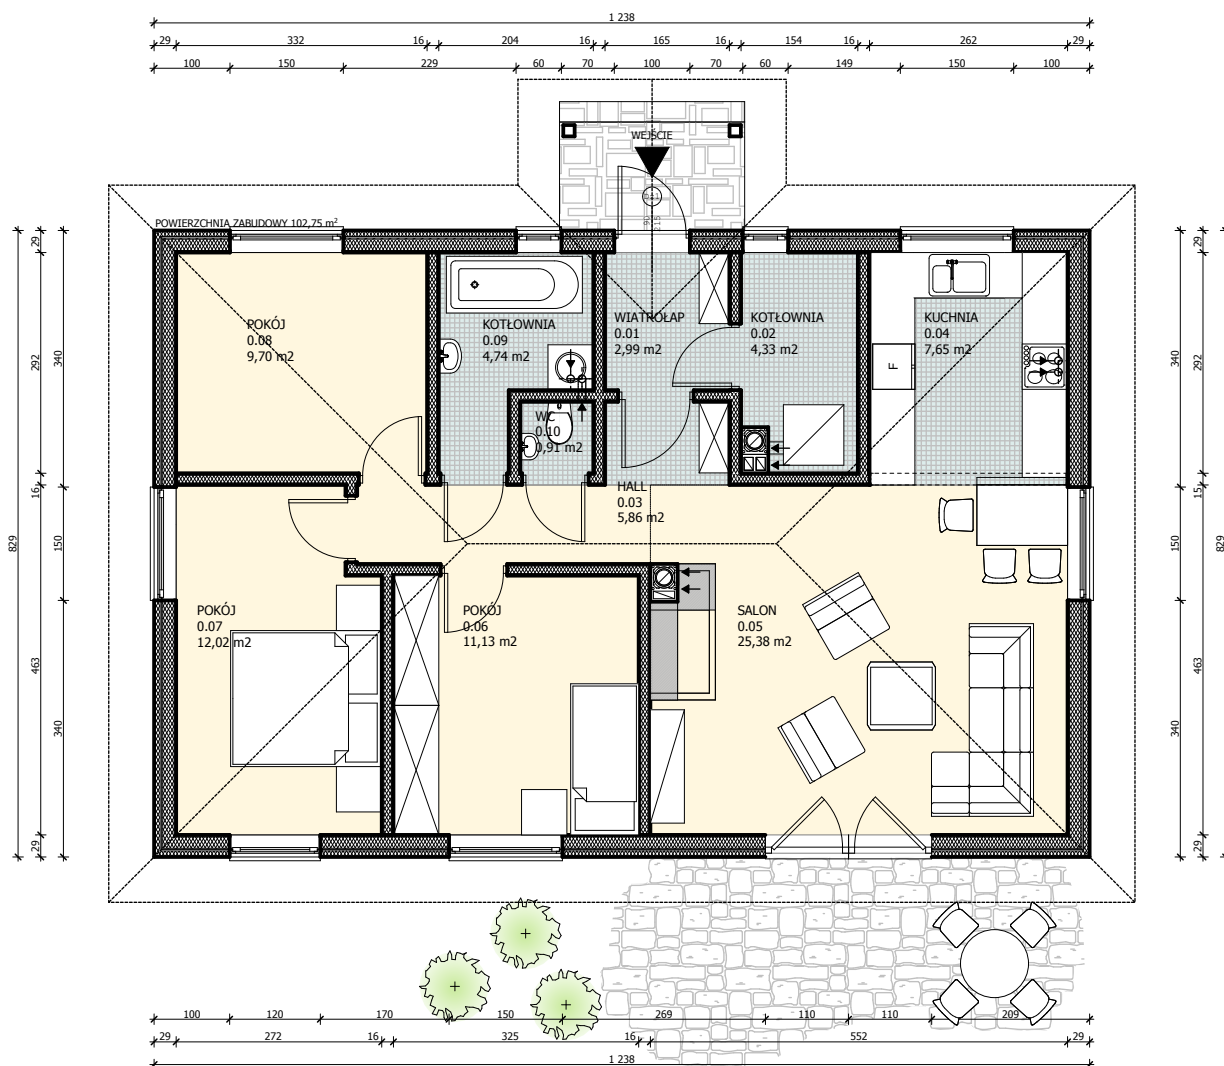 1 238
29 332 16 204 16 165 16 154 16 262 29
100 150 229 60 70 100 70 60 149 150 100
WEJŚCIE
90
215
POWIERZCHNIA ZABUDOWY 102,75 m²
POKÓJ
0.08
9,70 m2
KOTŁOWNIA
0.09
4,74 m2
WIATROŁAP
0.01
2,99 m2
KOTŁOWNIA
0.02
4,33 m2
KUCHNIA
0.04
7,65 m2
F
WC
0.10
0,91 m2
HALL
0.03
5,86 m2
POKÓJ
0.07
12,02 m2
POKÓJ
0.06
11,13 m2
SALON
0.05
25,38 m2
829
29 292 16 463 29
340 150 340
340 150 340
29 292 15 463 29
829
100 120 170 150 269 110 110 209
29 272 16 325 16 552 29
1 238